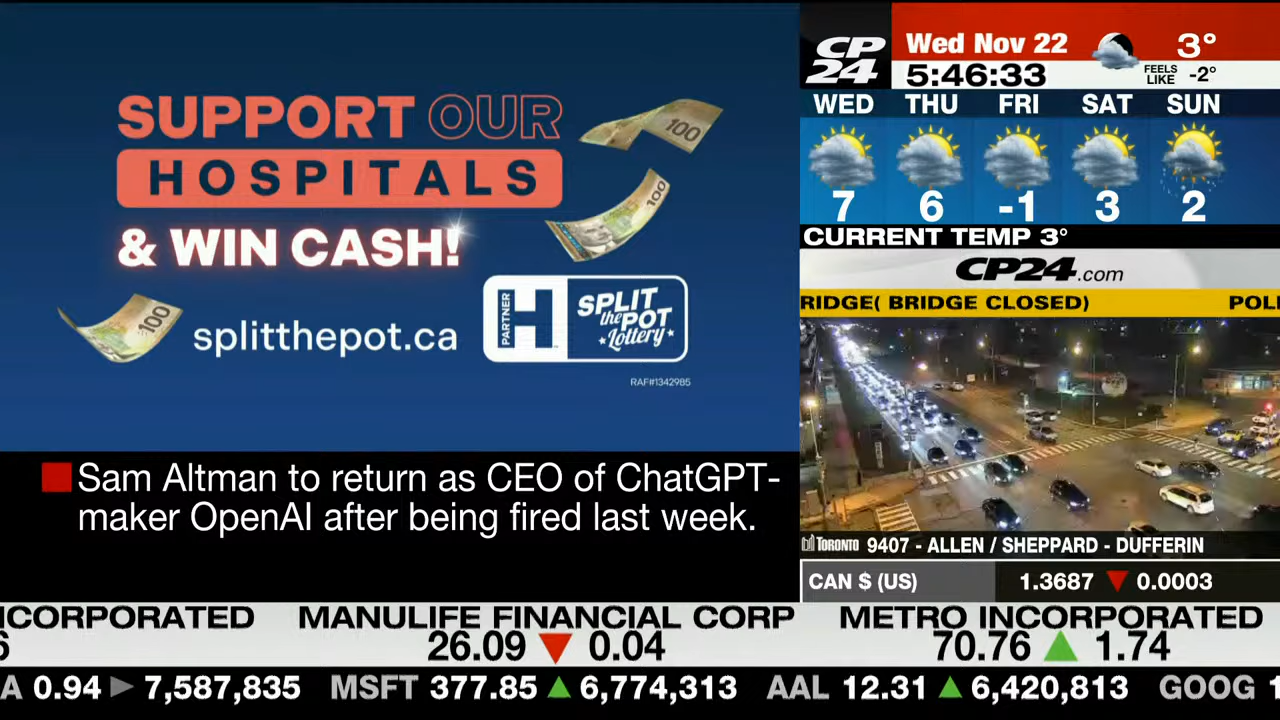 SUPPORT OUR
HOSPITALS
& WIN CASH!
100
100
100
splitthepot.ca
PARTNER
H
SPLIT
the POT
Lottery
RAF#1342985
Sam Altman to return as CEO of ChatGPT-
maker OpenAI after being fired last week.
CP
24
Wed Nov 22
5:46:33
3°
FEELS
LIKE -2°
WED THU FRI SAT SUN
7 6 -1 3 2
CURRENT TEMP 3°
CP24.com
RIDGE( BRIDGE CLOSED) POLI
TORONTO 9407 - ALLEN / SHEPPARD - DUFFERIN
CAN $ (US) 1.3687 ▼ 0.0003
NCORPORATED MANULIFE FINANCIAL CORP METRO INCORPORATED
6 26.09 ▼ 0.04 70.76 ▲ 1.74
A 0.94 ▶ 7,587,835 MSFT 377.85 ▲ 6,774,313 AAL 12.31 ▲ 6,420,813 GOOG 1